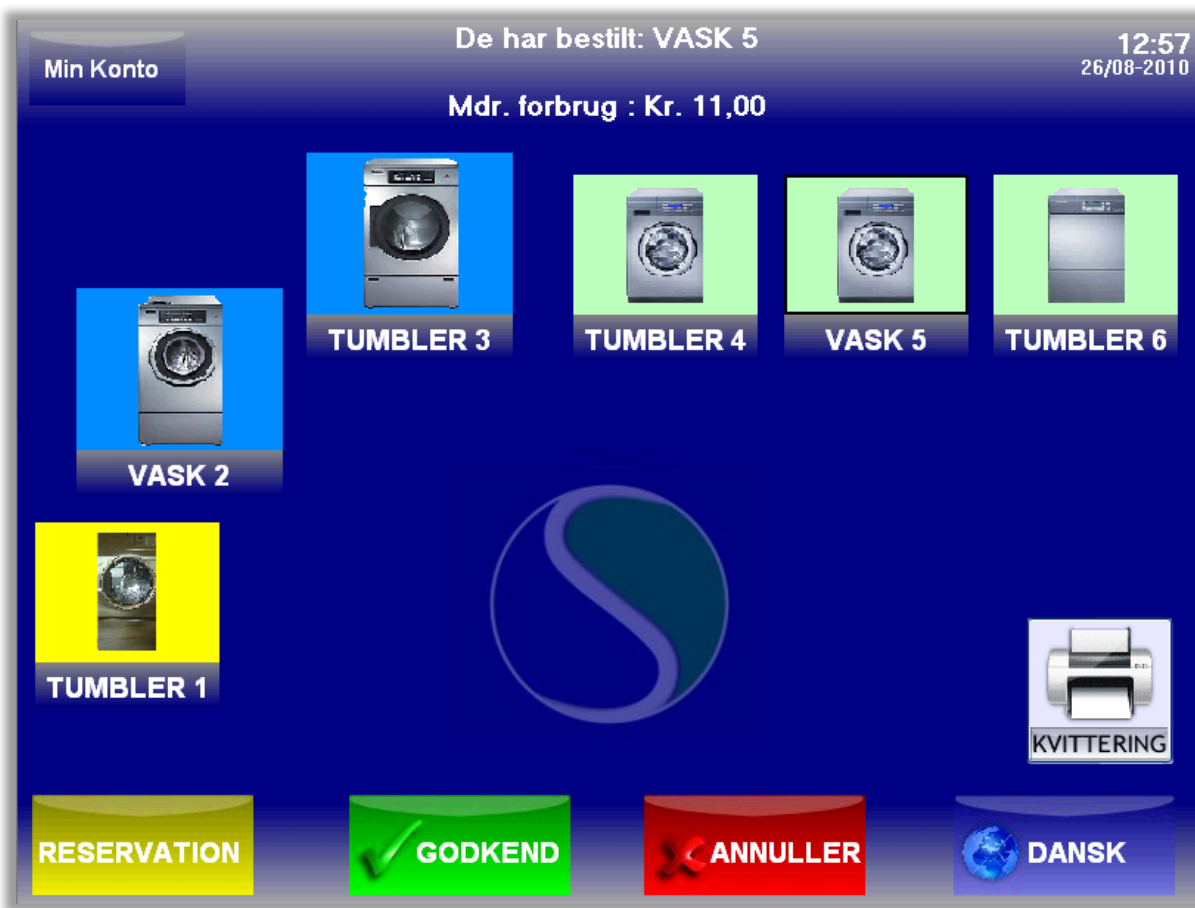 Min Konto
De har bestilt: VASK 5
12:57
26/08-2010
Mdr. forbrug : Kr. 11,00
TUMBLER 3
TUMBLER 4
VASK 5
TUMBLER 6
VASK 2
TUMBLER 1
KVITTERING
RESERVATION
GODKEND
ANNULLER
DANSK